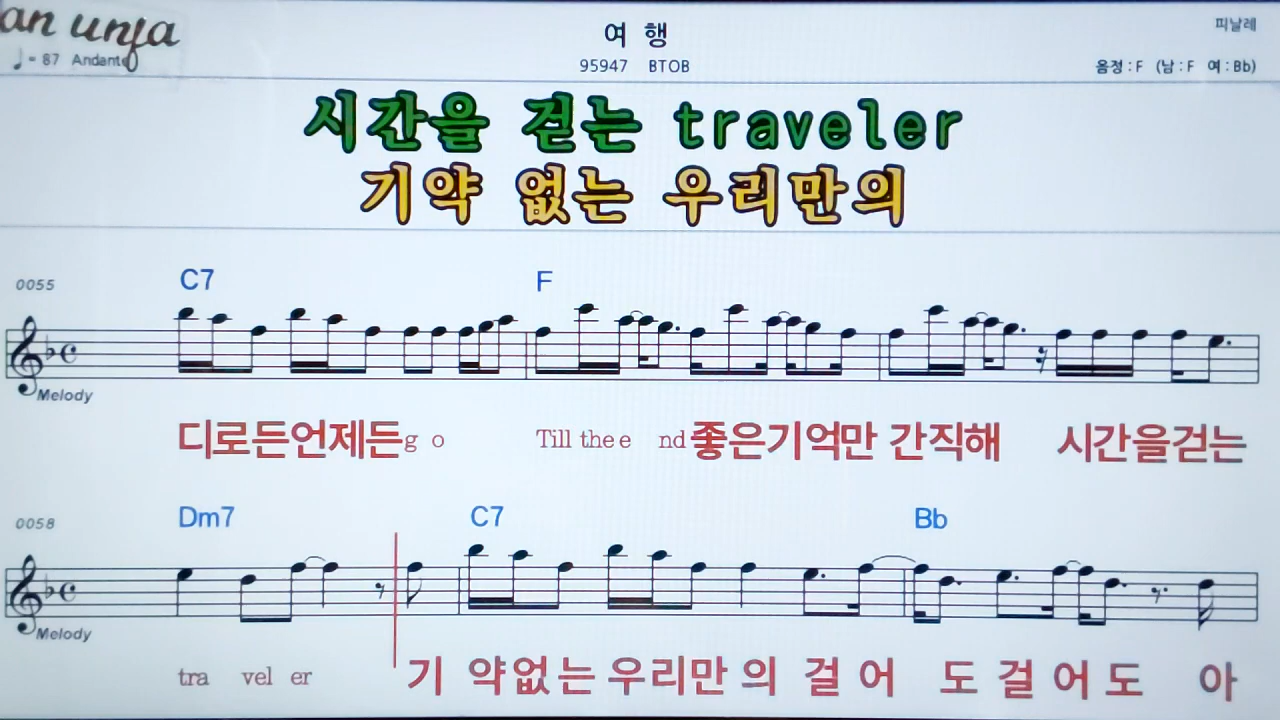 an unja
♩= 87 Andante
여 행
95947 BTOB
피날레
음정 : F (남 : F 여 : Bb)
시간을 걷는 traveler
기약 없는 우리만의
0055
C7 F
Melody
디로든언제든g o Till the e nd좋은기억만 간직해 시간을걷는
0058
Dm7 C7 Bb
Melody
tra vel er 기 약없는우리만 의 걸 어 도 걸 어 도 아